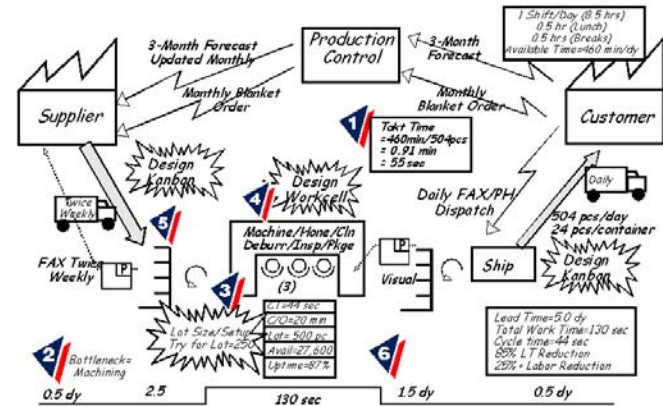 1 Shift/Day (8.5 hrs)
0.5 hr (Lunch)
0.5 hrs (Breaks)
Available Time=460 min/dy
3-Month Forecast
Updated Monthly
Production
Control
3-Month
Forecast
Monthly Blanket
Order
Monthly
Blanket Order
Supplier
Customer
1
Takt Time
=460min/504pcs
= 0.91 min
= 55 sec
Design
Kanban
4
Design
Workcell
Daily FAX/PH
Dispatch
Daily
Twice
Weekly
5
Machine/Hone/Cln
Deburr/Insp/Pkge
P
504 pcs/day
24 pcs/container
FAX Twice
Weekly
P
(3)
Visual
Ship
Design
Kanban
3
Lot Size/Setup
Try for Lot=250
CT=44 sec
C/O=20 min
Lot= 500 pc
Avail=27,600
Uptime=87%
Lead Time=5.0 dy
Total Work Time=130 sec
Cycle time=44 sec
85% LT Reduction
25%+ Labor Reduction
2
Bottleneck=
Machining
6
0.5 dy
2.5
130 sec
1.5 dy
0.5 dy